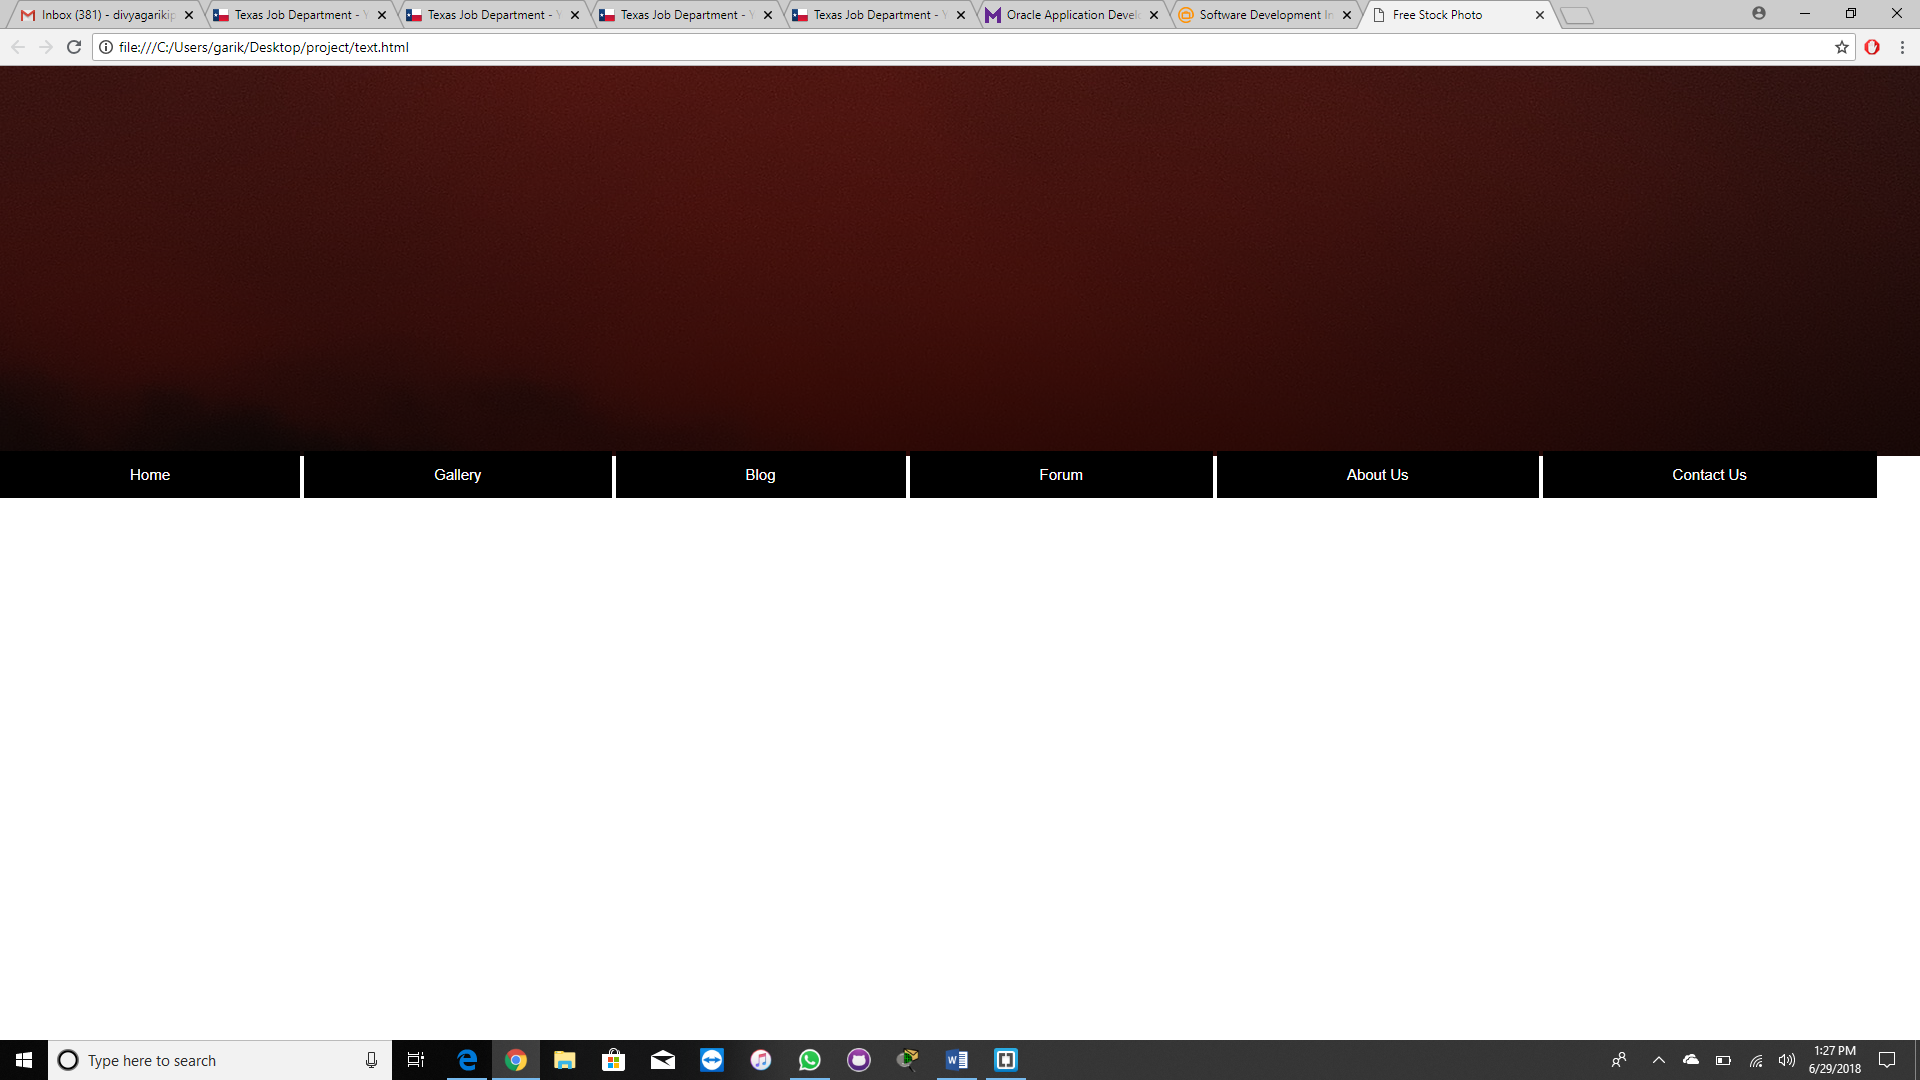 Inbox (381) - divyagarikip
Texas Job Department - Y
Texas Job Department - Y
Texas Job Department - Y
Texas Job Department - Y
Oracle Application Devel
Software Development In
Free Stock Photo
file:///C:/Users/garik/Desktop/project/text.html
Home
Gallery
Blog
Forum
About Us
Contact Us
Type here to search
1:27 PM
6/29/2018